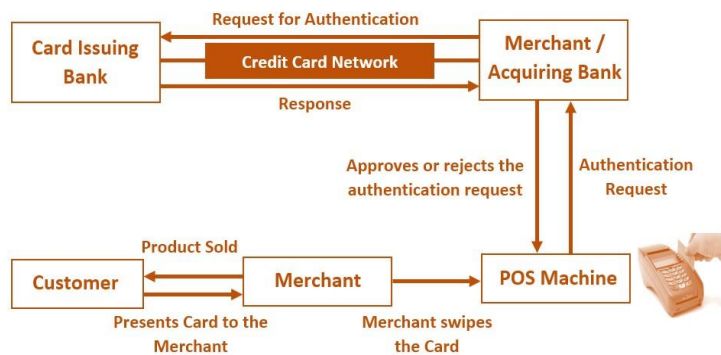 Request for Authentication
Card Issuing
Bank
Credit Card Network
Merchant /
Acquiring Bank
Response
Approves or rejects the
authentication request
Authentication
Request
Product Sold
Customer
Merchant
POS Machine
Presents Card to the
Merchant
Merchant swipes
the Card